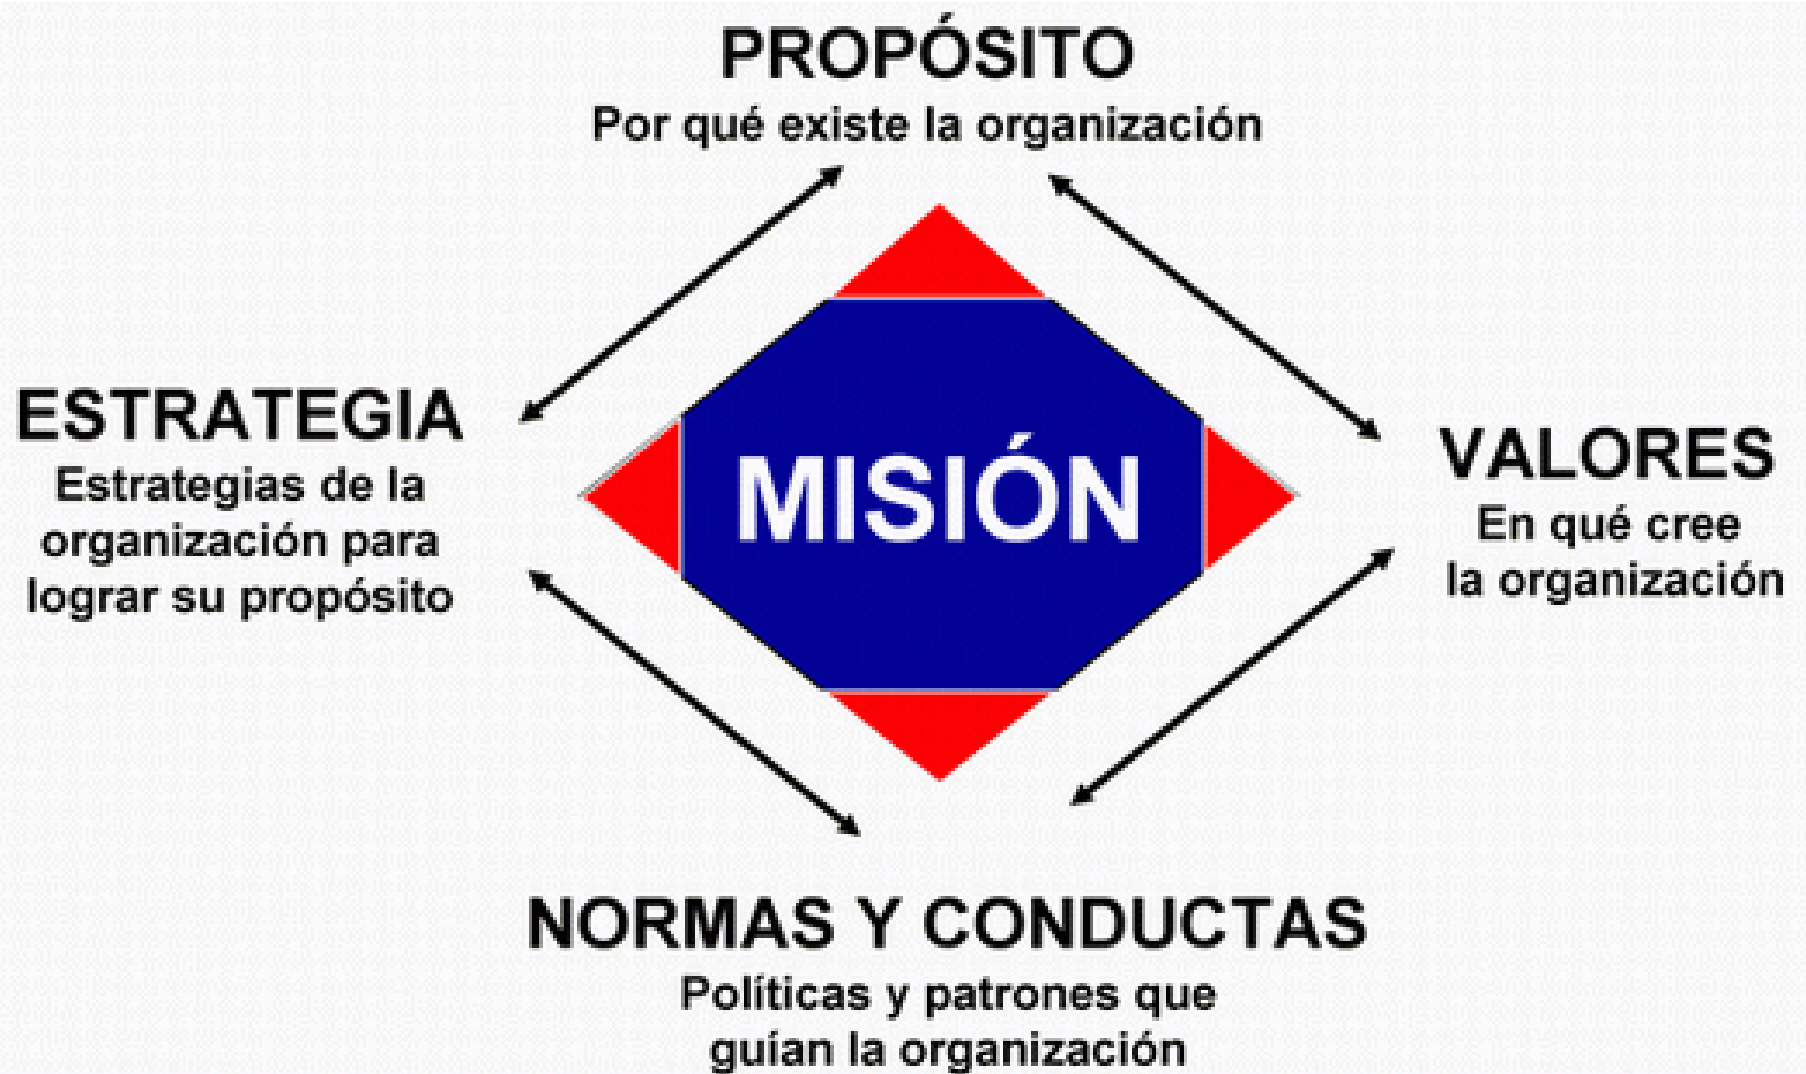 PROPÓSITO
Por qué existe la organización
ESTRATEGIA
Estrategias de la
organización para
lograr su propósito
MISIÓN
VALORES
En qué cree
la organización
NORMAS Y CONDUCTAS
Políticas y patrones que
guían la organización